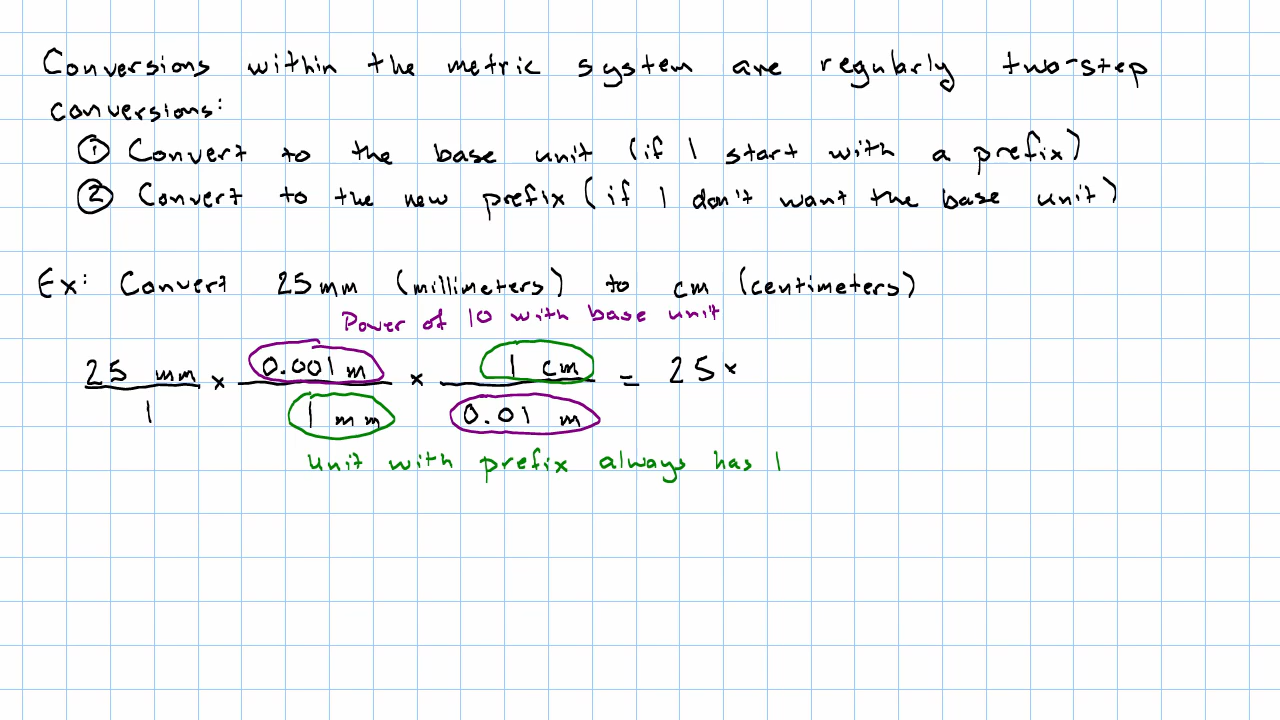 Conversions within the metric system are regularly two-step
conversions:
① Convert to the base unit (if I start with a prefix)
② Convert to the new prefix (if I don't want the base unit)
Ex: Convert 25mm (millimeters) to cm (centimeters)
Power of 10 with base unit
25 mm / 1 × 0.001 m / 1 mm × 1 cm / 0.01 m = 25 ×
unit with prefix always has 1